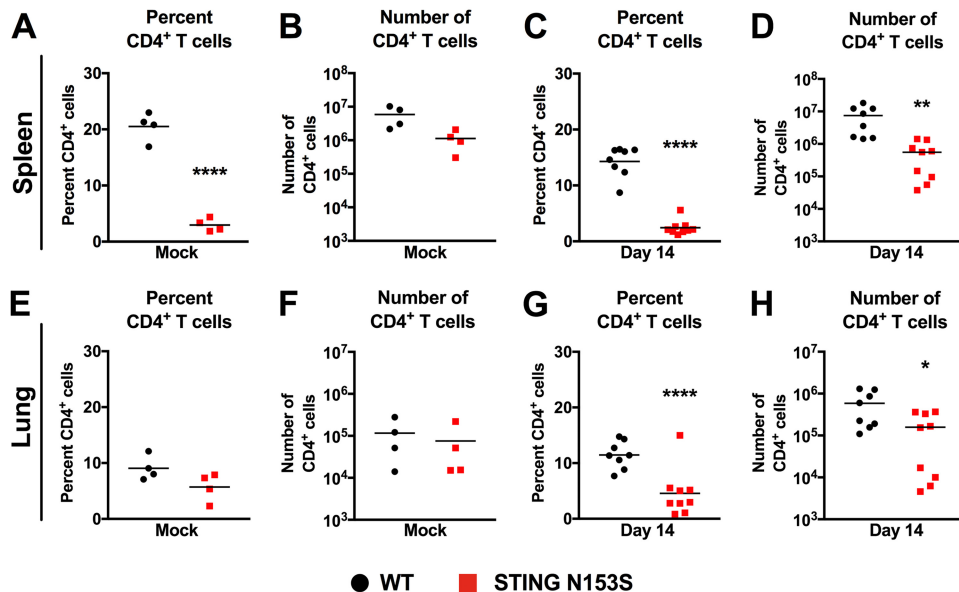 A
Percent
CD4⁺ T cells
Percent CD4⁺ cells
30
20
10
0
****
Mock
B
Number of
CD4⁺ T cells
Number of
CD4⁺ cells
10⁸
10⁷
10⁶
10⁵
10⁴
10³
Mock
C
Percent
CD4⁺ T cells
Percent CD4⁺ cells
30
20
10
0
****
Day 14
D
Number of
CD4⁺ T cells
Number of
CD4⁺ cells
10⁸
10⁷
10⁶
10⁵
10⁴
10³
**
Day 14
Spleen
E
Percent
CD4⁺ T cells
Percent CD4⁺ cells
30
20
10
0
Mock
F
Number of
CD4⁺ T cells
Number of
CD4⁺ cells
10⁷
10⁶
10⁵
10⁴
10³
Mock
G
Percent
CD4⁺ T cells
Percent CD4⁺ cells
30
20
10
0
****
Day 14
H
Number of
CD4⁺ T cells
Number of
CD4⁺ cells
10⁷
10⁶
10⁵
10⁴
10³
*
Day 14
Lung
WT
STING N153S